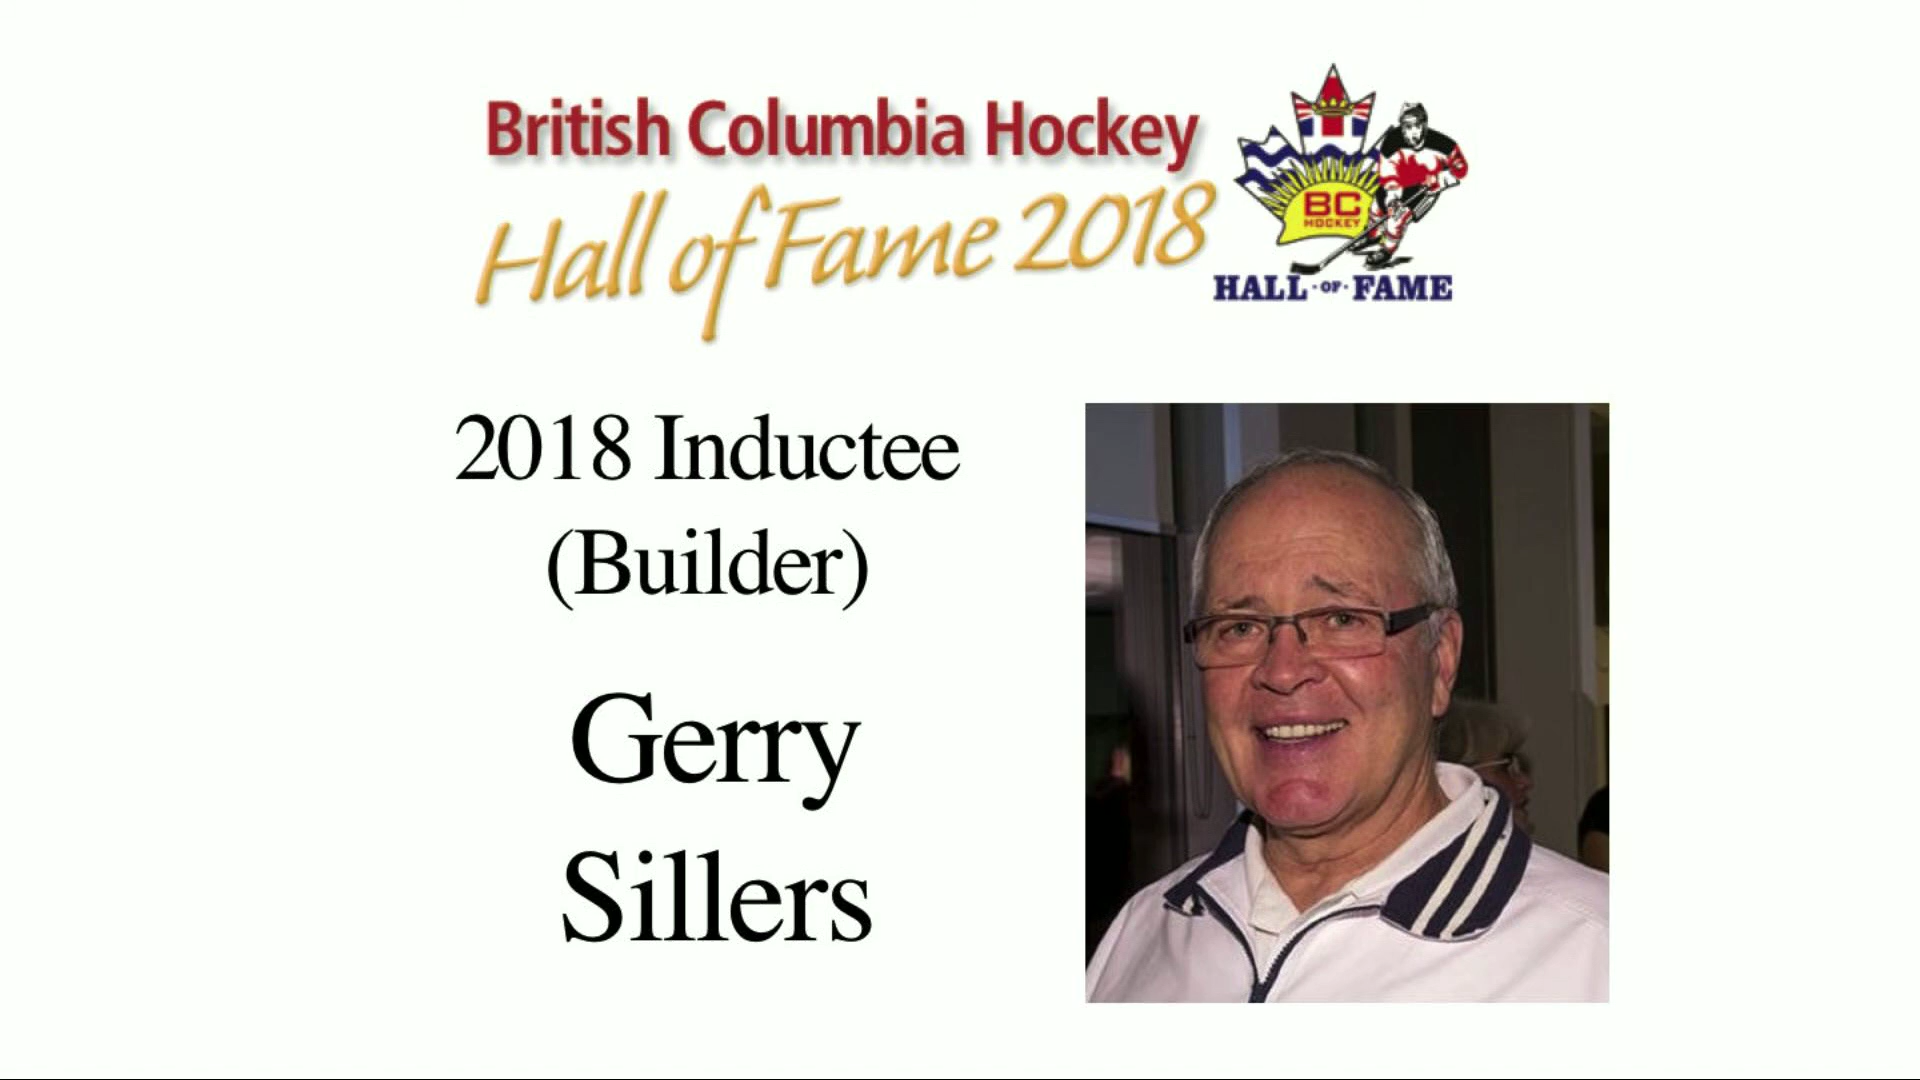 British Columbia Hockey
Hall of Fame 2018
BC
HOCKEY
HALL · OF · FAME
2018 Inductee
(Builder)
Gerry
Sillers